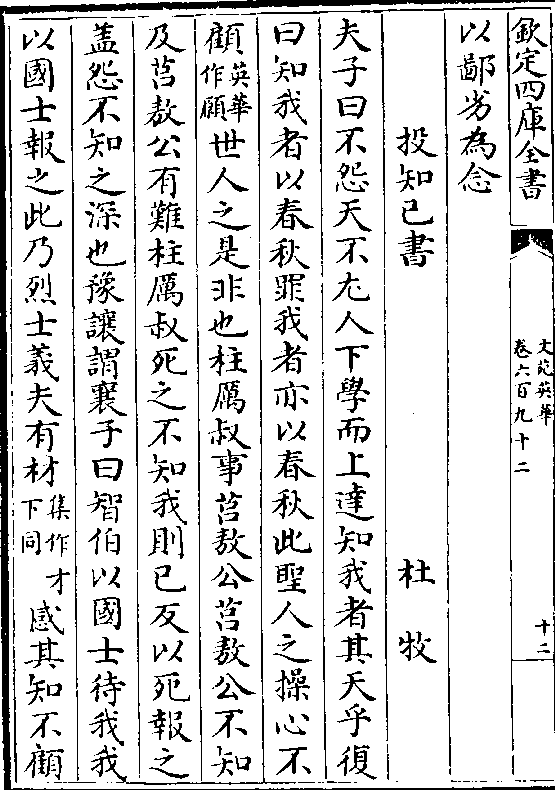 欽定四庫全書
文苑英華
卷六百九十二
十二
以鄙劣為念
投知己書 杜牧
夫子曰不怨天不尤人下學而上達知我者其天乎復
曰知我者以春秋罪我者亦以春秋此聖人之操心不
顧英華作願世人之是非也柱厲叔事莒敖公莒敖公不知
及莒敖公有難柱厲叔死之不知我則已反以死報之
蓋怨不知之深也豫讓謂襄子曰智伯以國士待我我
以國士報之此乃烈士義夫有材集作才下同感其知不顧